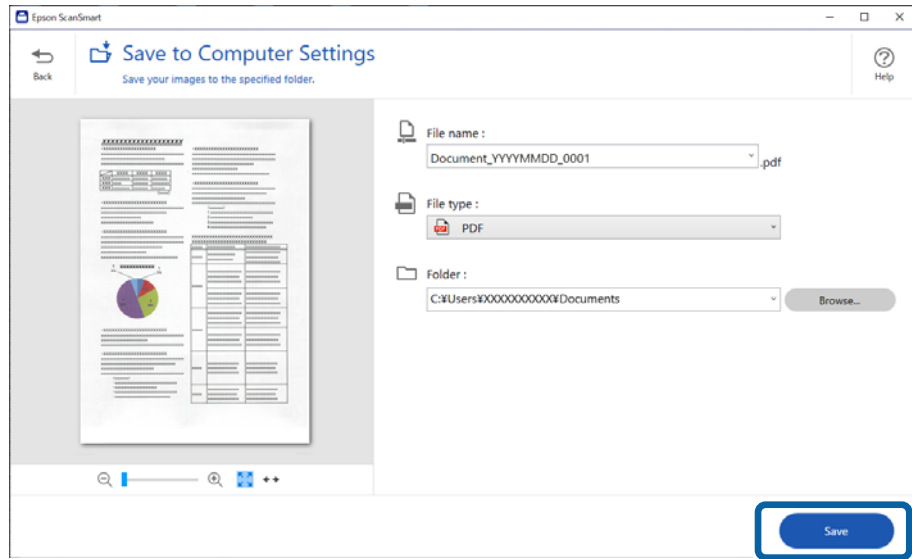 Epson ScanSmart
Back
Save to Computer Settings
Save your images to the specified folder.
Help
File name :
Document_YYYYMMDD_0001
.pdf
File type :
PDF
Folder :
C:¥Users¥XXXXXXXXXX¥Documents
Browse...
Save